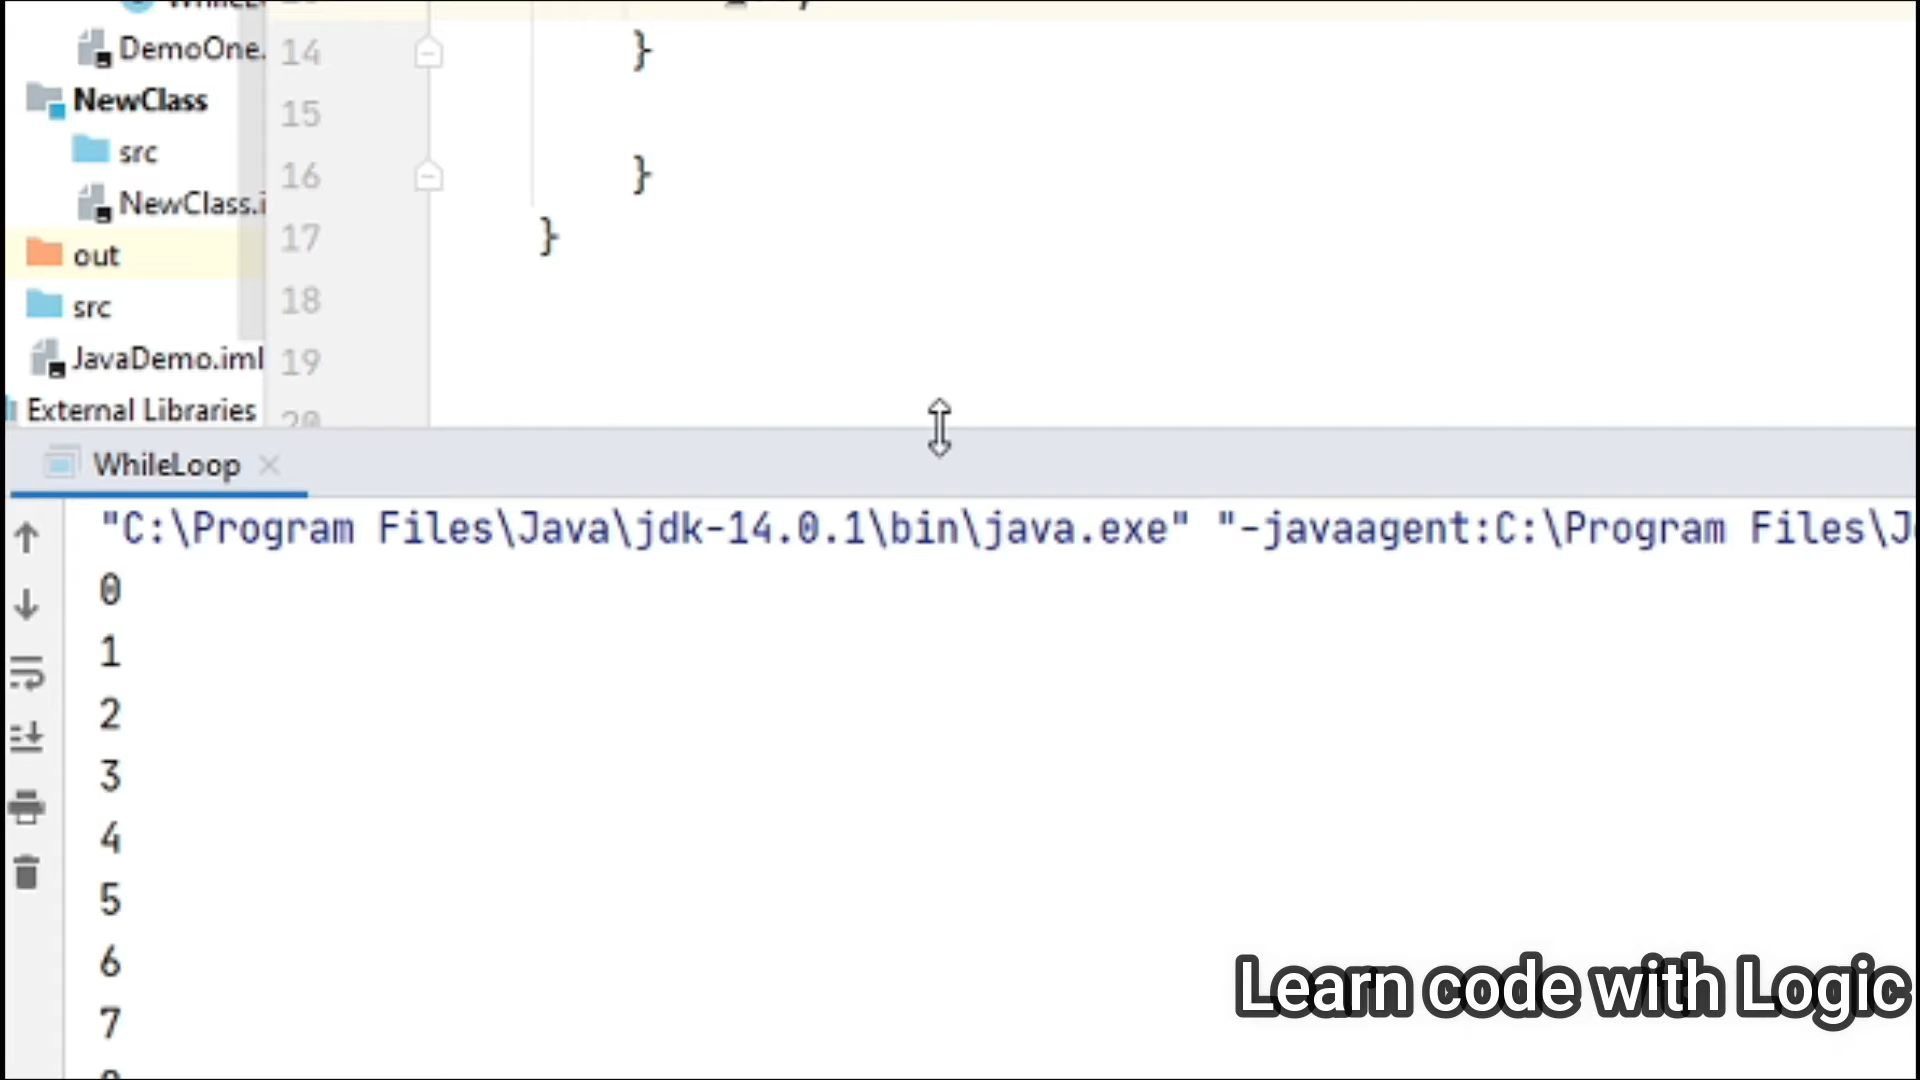 DemoOne.
NewClass
src
NewClass.i
out
src
JavaDemo.iml
External Libraries
14 }
15
16 }
17 }
18
19
20
WhileLoop
"C:\Program Files\Java\jdk-14.0.1\bin\java.exe" "-javaagent:C:\Program Files\J
0
1
2
3
4
5
6
7
Learn code with Logic